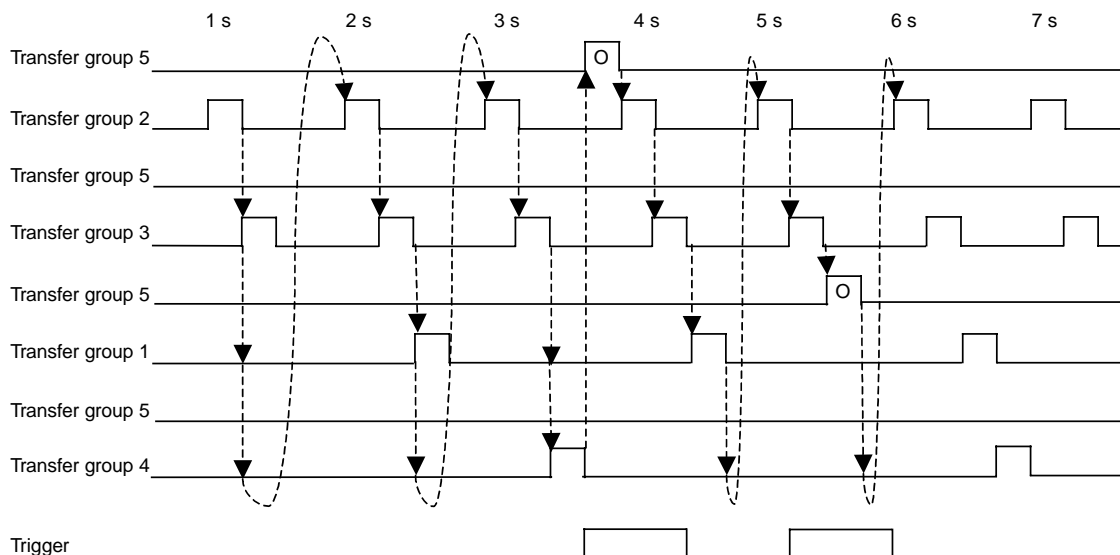 1 s 2 s 3 s 4 s 5 s 6 s 7 s
Transfer group 5 O
Transfer group 2
Transfer group 5
Transfer group 3
Transfer group 5 O
Transfer group 1
Transfer group 5
Transfer group 4
Trigger